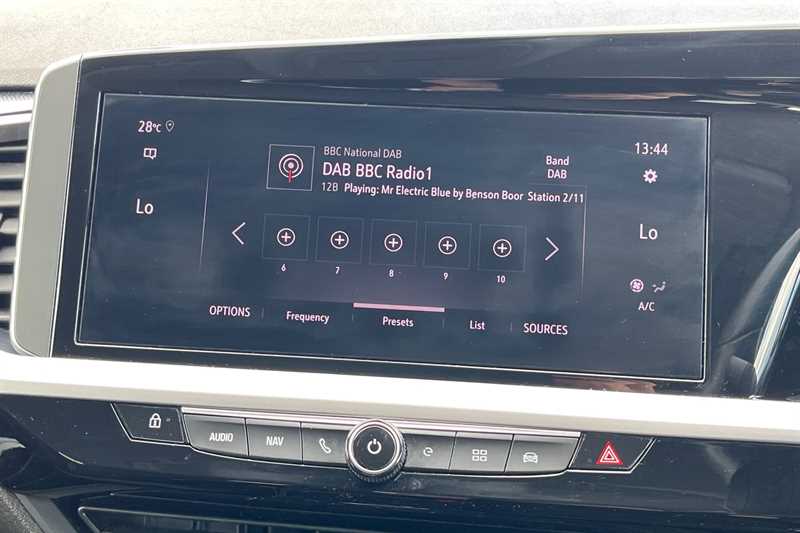 28°C
13:44
BBC National DAB
DAB BBC Radio1
12B Playing: Mr Electric Blue by Benson Boor Station 2/11
Band
DAB
Lo
Lo
6 7 8 9 10
A/C
OPTIONS Frequency Presets List SOURCES
AUDIO NAV